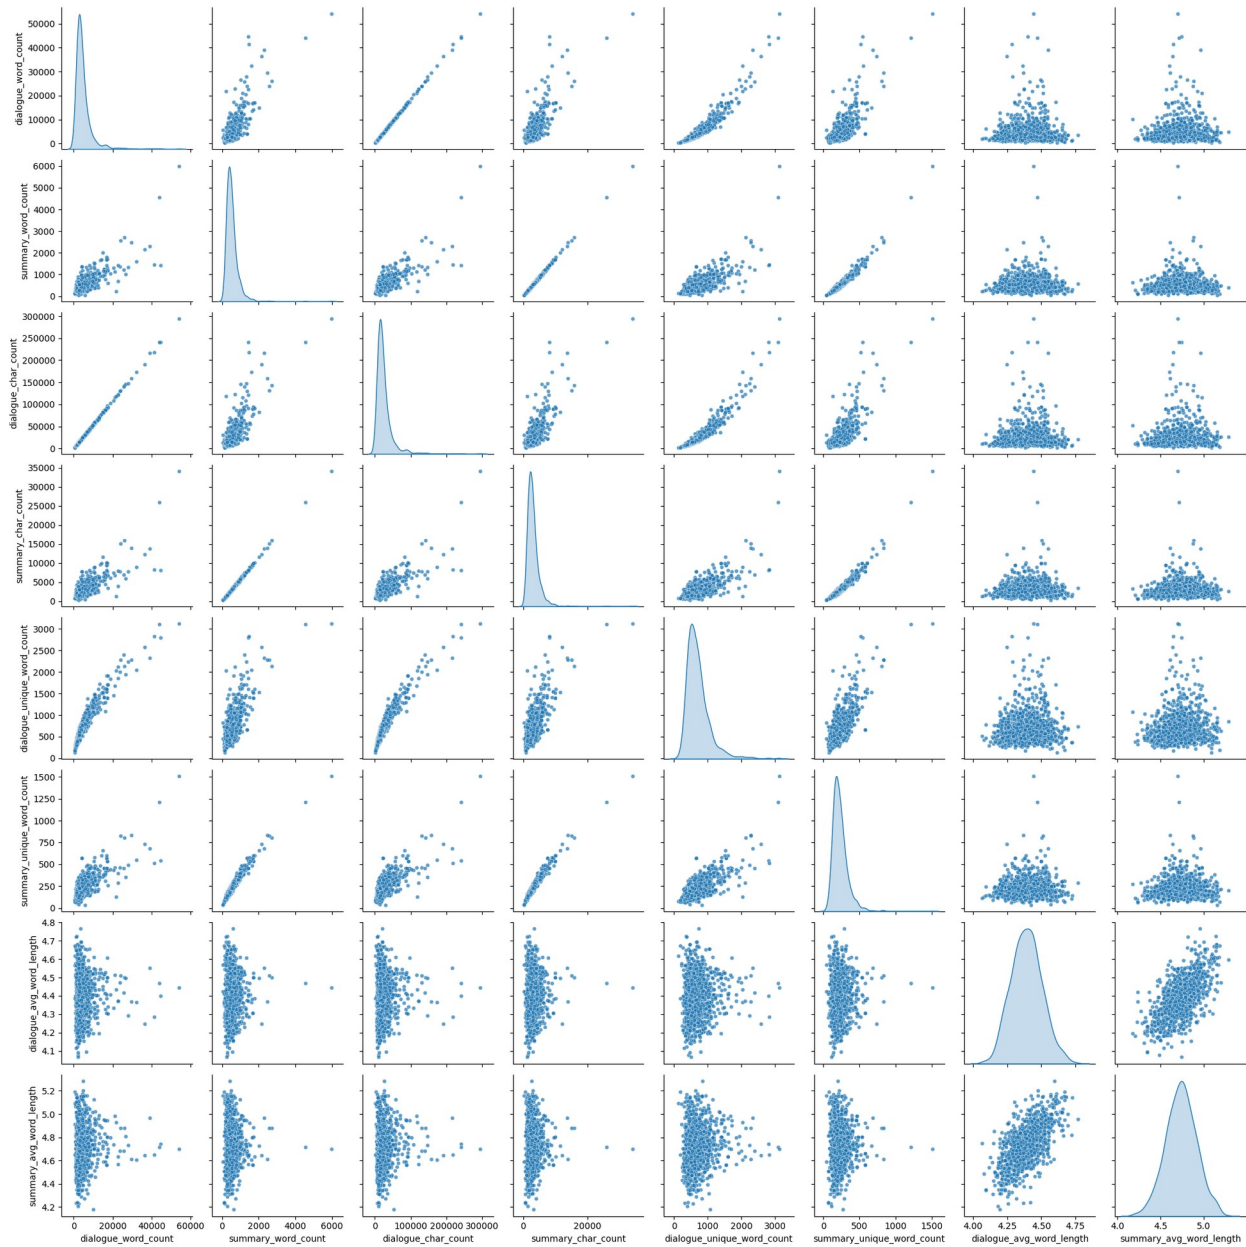 dialogue_word_count
50000
40000
30000
20000
10000
0
summary_word_count
6000
5000
4000
3000
2000
1000
0
dialogue_char_count
300000
250000
200000
150000
100000
50000
0
summary_char_count
35000
30000
25000
20000
15000
10000
5000
0
dialogue_unique_word_count
3000
2500
2000
1500
1000
500
0
summary_unique_word_count
1500
1250
1000
750
500
250
0
dialogue_avg_word_length
4.8
4.7
4.6
4.5
4.4
4.3
4.2
4.1
summary_avg_word_length
5.2
5.0
4.8
4.6
4.4
4.2
0 20000 40000 60000
dialogue_word_count
0 2000 4000 6000
summary_word_count
0 100000 200000 300000
dialogue_char_count
0 20000
summary_char_count
0 1000 2000 3000
dialogue_unique_word_count
0 500 1000 1500
summary_unique_word_count
4.00 4.25 4.50 4.75
dialogue_avg_word_length
4.0 4.5 5.0
summary_avg_word_length